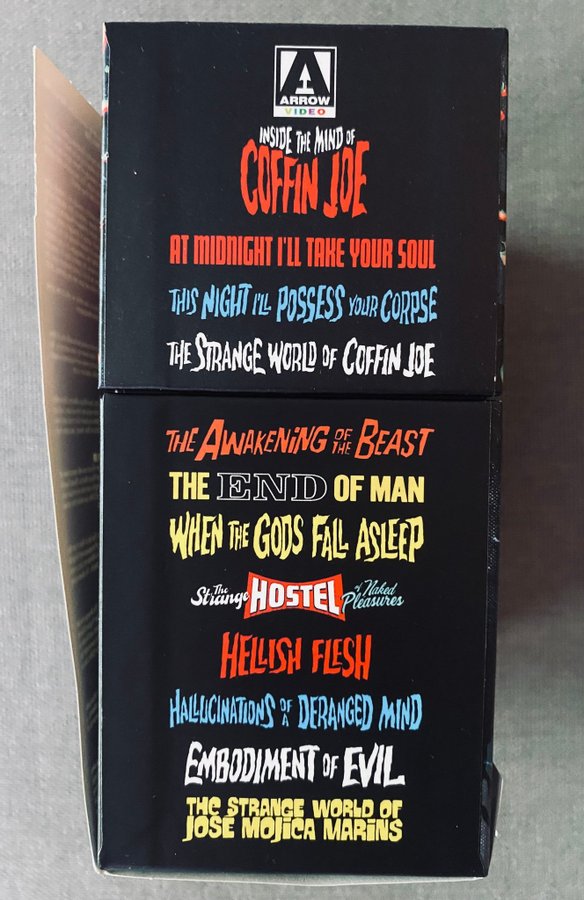 ARROW
VIDEO
INSIDE THE MIND OF
COFFIN JOE
AT MIDNIGHT I'LL TAKE YOUR SOUL
THIS NIGHT I'LL POSSESS YOUR CORPSE
THE STRANGE WORLD OF COFFIN JOE
THE AWAKENING OF THE BEAST
THE END OF MAN
WHEN THE GODS FALL ASLEEP
The Strange HOSTEL of Naked Pleasures
HELLISH FLESH
HALLUCINATIONS OF A DERANGED MIND
EMBODIMENT OF EVIL
THE STRANGE WORLD OF
JOSÉ MOJICA MARINS